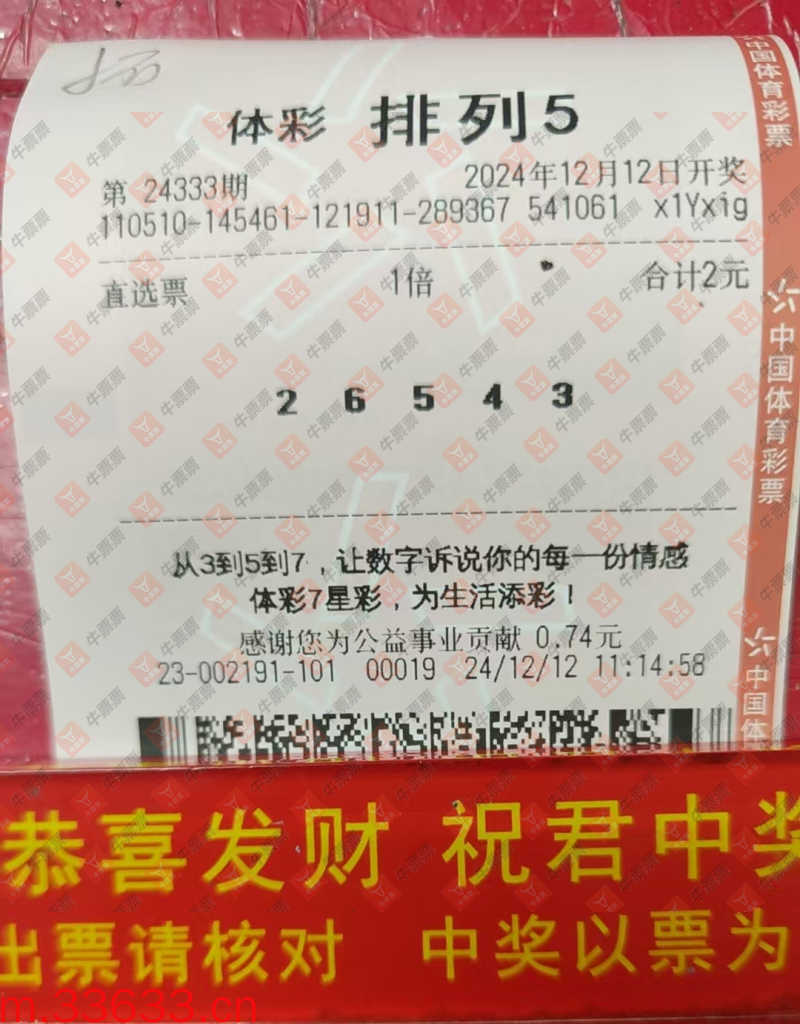 体彩 排列5
第 24333期 2024年12月12日开奖
110510-145461-121911-289367 541061 x1Yxig
直选票 1倍 合计2元
2 6 5 4 3
从3到5到7，让数字诉说你的每一份情感
体彩7星彩，为生活添彩！
感谢您为公益事业贡献 0.74元
23-002191-101 00019 24/12/12 11:14:58
中国体育彩票
中国体育彩票
中国体
恭喜发财 祝君中奖
出票请核对 中奖以票为
m.33633.cn
牛票票